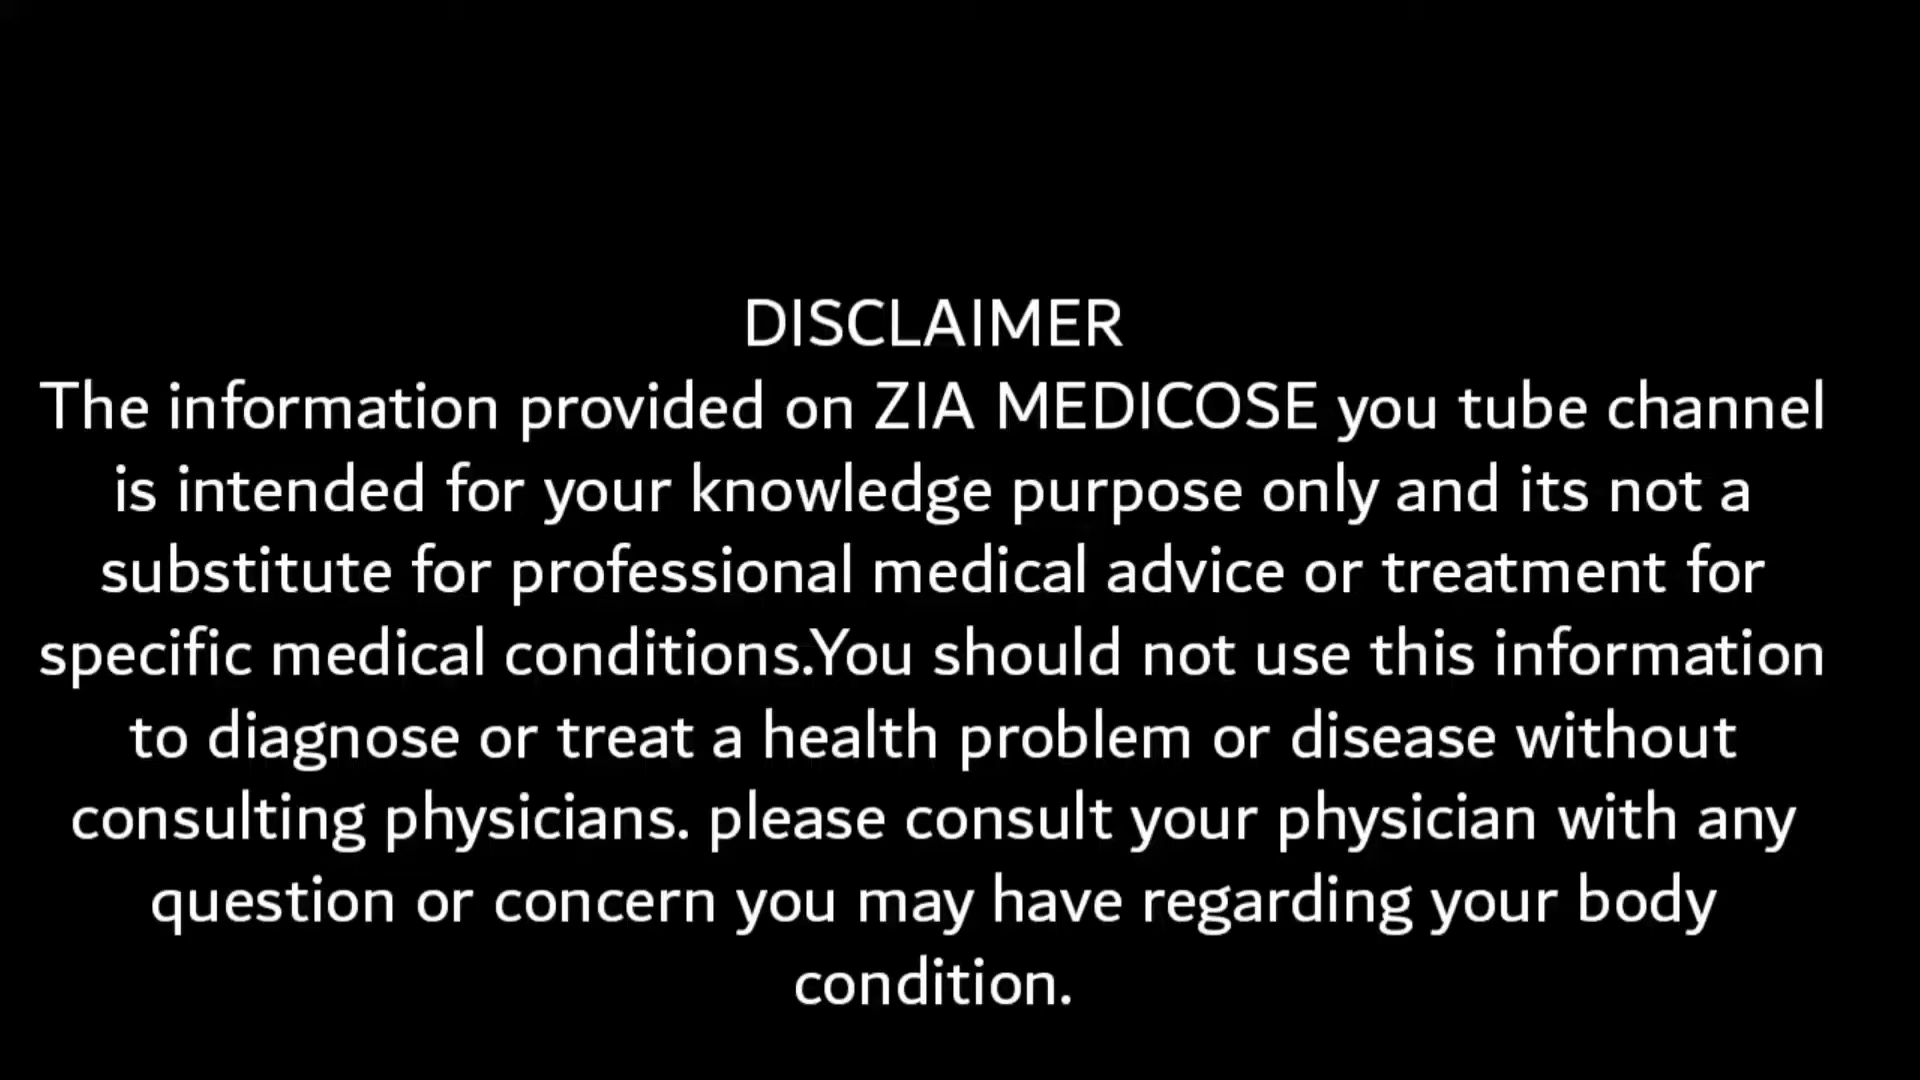 DISCLAIMER
The information provided on ZIA MEDICOSE you tube channel
is intended for your knowledge purpose only and its not a
substitute for professional medical advice or treatment for
specific medical conditions.You should not use this information
to diagnose or treat a health problem or disease without
consulting physicians. please consult your physician with any
question or concern you may have regarding your body
condition.